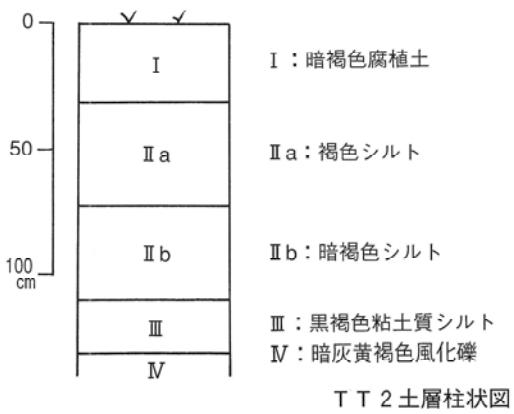 0
50
100
cm
Ⅰ
Ⅱa
Ⅱb
Ⅲ
Ⅳ
Ⅰ：暗褐色腐植土
Ⅱa：褐色シルト
Ⅱb：暗褐色シルト
Ⅲ：黒褐色粘土質シルト
Ⅳ：暗灰黄褐色風化礫
ＴＴ２土層柱状図